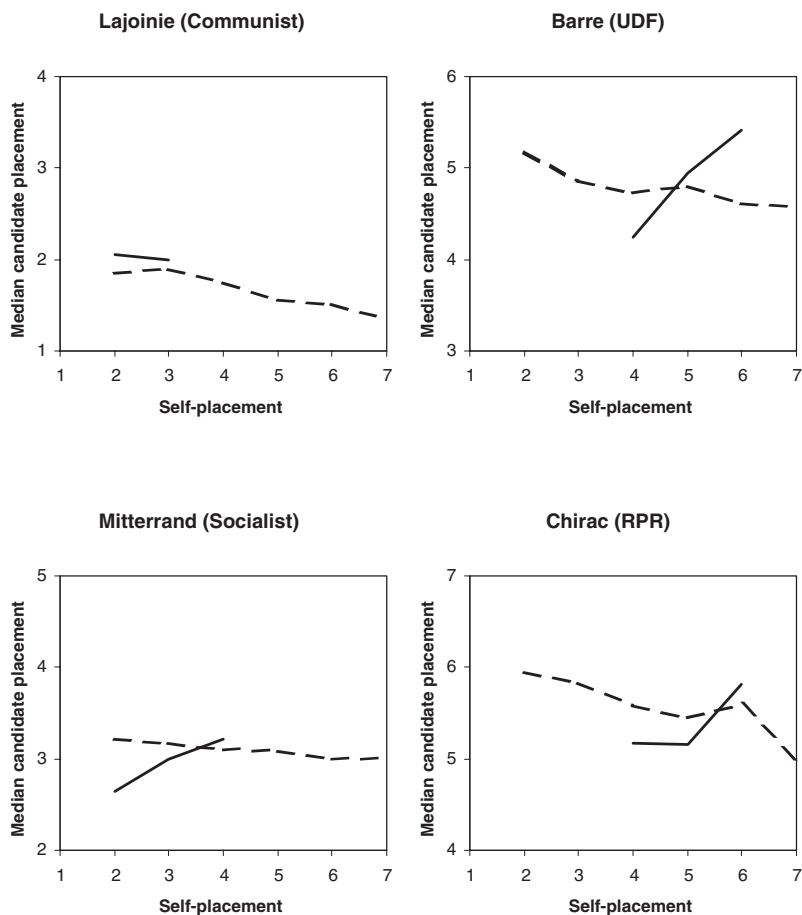 Lajoinie (Communist)
4
3
2
1
Median candidate placement
1 2 3 4 5 6 7
Self-placement
Barre (UDF)
6
5
4
3
Median candidate placement
1 2 3 4 5 6 7
Self-placement
Mitterrand (Socialist)
5
4
3
2
Median candidate placement
1 2 3 4 5 6 7
Self-placement
Chirac (RPR)
7
6
5
4
Median candidate placement
1 2 3 4 5 6 7
Self-placement